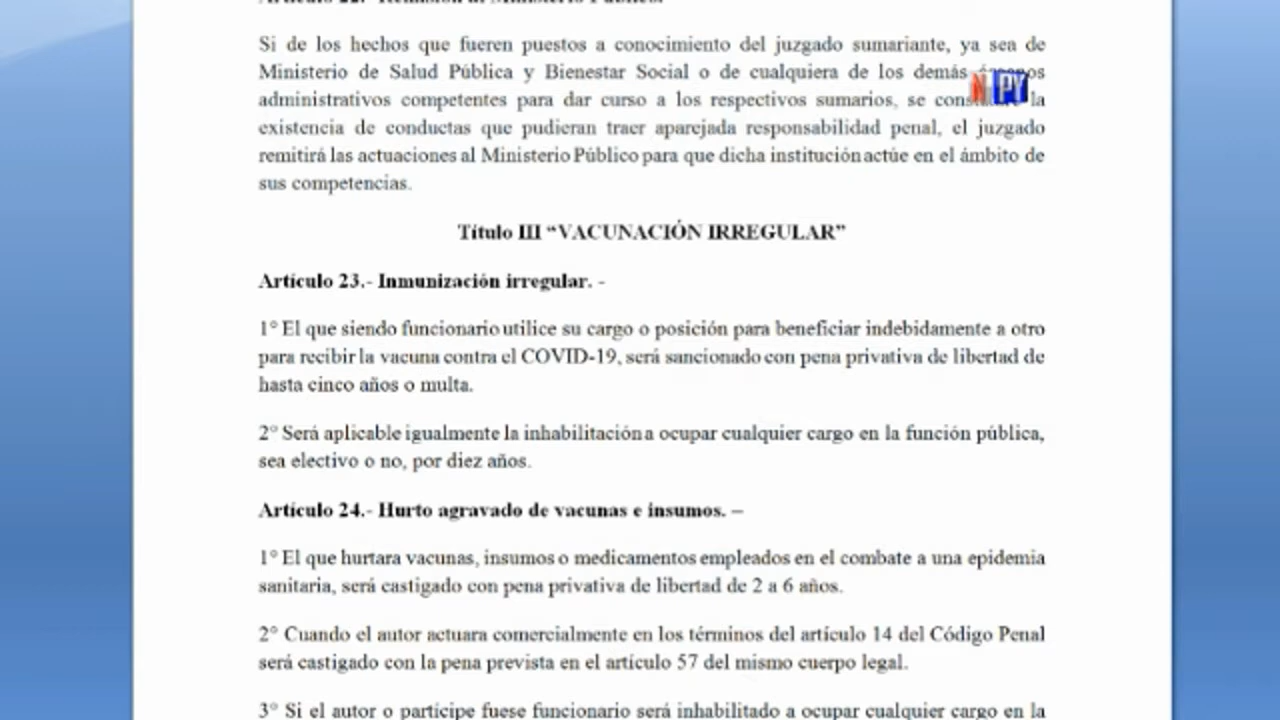 Artículo 22.- Remisión al Ministerio Público.
Si de los hechos que fueren puestos a conocimiento del juzgado sumariante, ya sea de
Ministerio de Salud Pública y Bienestar Social o de cualquiera de los demás
administrativos competentes para dar curso a los respectivos sumarios, se la
existencia de conductas que pudieran traer aparejada responsabilidad penal, el juzgado
remitirá las actuaciones al Ministerio Público para que dicha institución actúe en el ámbito de
sus competencias.
Título III “VACUNACIÓN IRREGULAR”
Artículo 23.- Inmunización irregular. -
1° El que siendo funcionario utilice su cargo o posición para beneficiar indebidamente a otro
para recibir la vacuna contra el COVID-19, será sancionado con pena privativa de libertad de
hasta cinco años o multa.
2° Será aplicable igualmente la inhabilitación a ocupar cualquier cargo en la función pública,
sea electivo o no, por diez años.
Artículo 24.- Hurto agravado de vacunas e insumos. –
1° El que hurtara vacunas, insumos o medicamentos empleados en el combate a una epidemia
sanitaria, será castigado con pena privativa de libertad de 2 a 6 años.
2° Cuando el autor actuara comercialmente en los términos del artículo 14 del Código Penal
será castigado con la pena prevista en el artículo 57 del mismo cuerpo legal.
3° Si el autor o partícipe fuese funcionario será inhabilitado a ocupar cualquier cargo en la